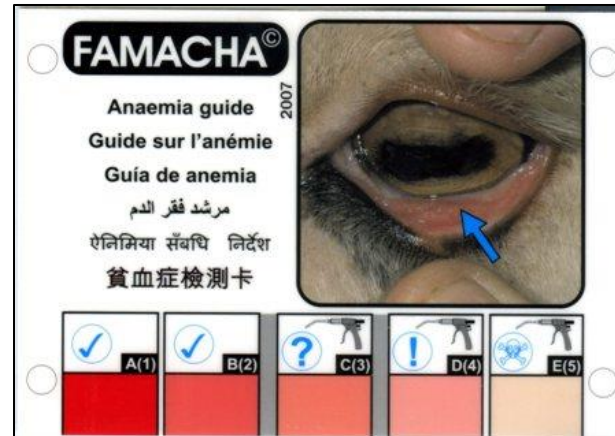 FAMACHA©
2007
Anaemia guide
Guide sur l'anémie
Guía de anemia
مرشد فقر الدم
ऐनिमिया सँबधि निर्देश
貧血症檢測卡
? !
A(1) B(2) C(3) D(4) E(5)